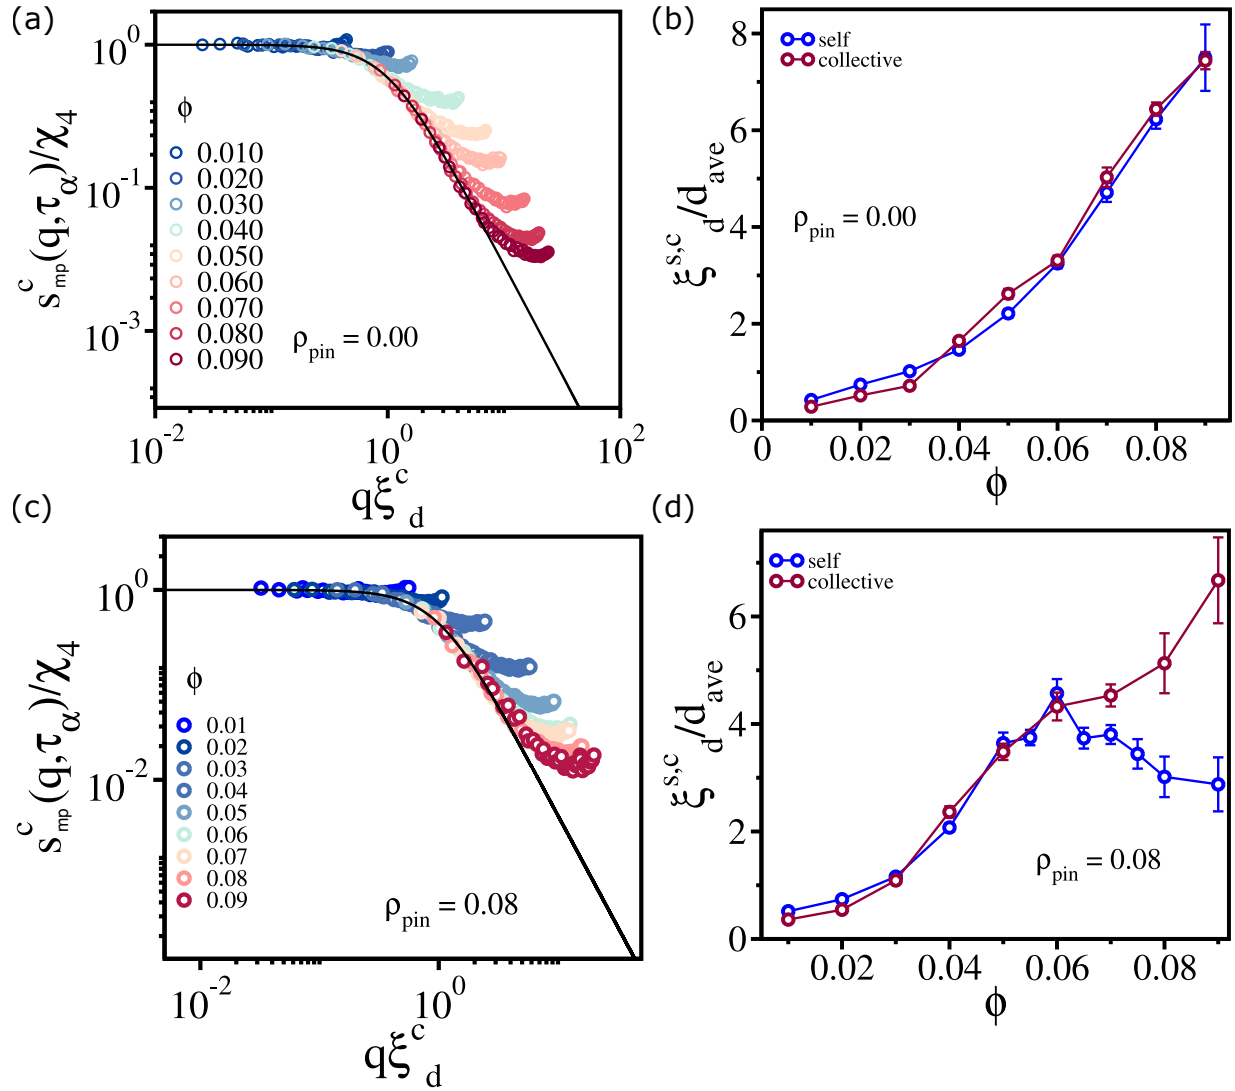 (a)
10^0
10^-1
10^-3
s^c_mp(q,τ_α)/χ_4
ϕ
0.010
0.020
0.030
0.040
0.050
0.060
0.070
0.080
0.090
ρ_pin = 0.00
10^-2
10^0
10^2
qξ^c_d
(b)
8
6
4
2
0
ξ^s,c_d/d_ave
self
collective
ρ_pin = 0.00
0
0.02
0.04
0.06
0.08
ϕ
(c)
10^0
10^-2
s^c_mp(q,τ_α)/χ_4
ϕ
0.01
0.02
0.03
0.04
0.05
0.06
0.07
0.08
0.09
ρ_pin = 0.08
10^-2
10^0
qξ^c_d
(d)
6
4
2
0
ξ^s,c_d/d_ave
self
collective
ρ_pin = 0.08
0.02
0.04
0.06
0.08
ϕ